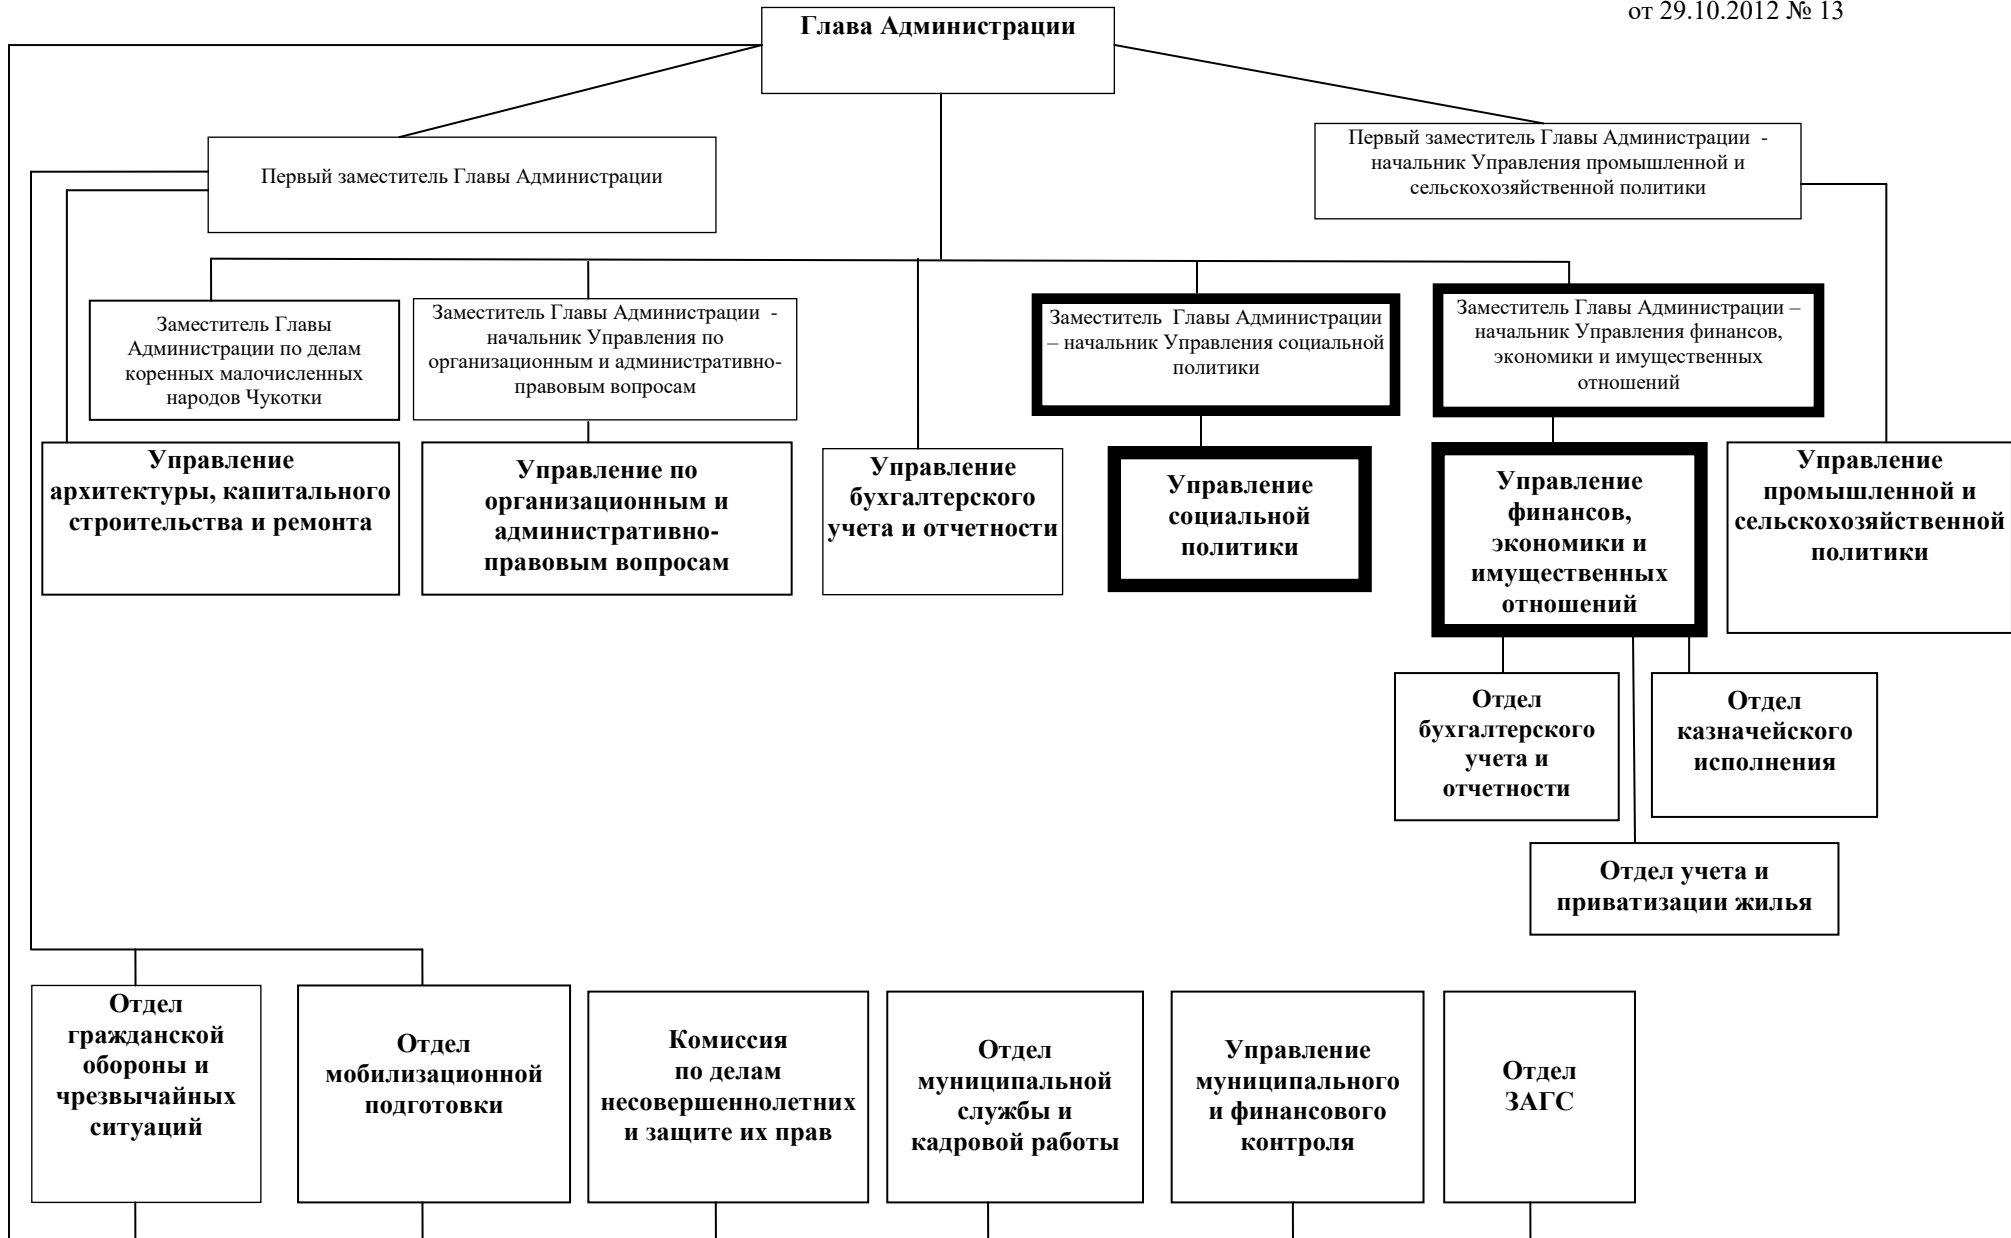 от 29.10.2012 № 13
Глава Администрации
Первый заместитель Главы Администрации
Первый заместитель Главы Администрации -
начальник Управления промышленной и
сельскохозяйственной политики
Заместитель Главы
Администрации по делам
коренных малочисленных
народов Чукотки
Заместитель Главы Администрации -
начальник Управления по
организационным и административно-
правовым вопросам
Заместитель Главы Администрации
– начальник Управления социальной
политики
Заместитель Главы Администрации –
начальник Управления финансов,
экономики и имущественных
отношений
Управление
архитектуры, капитального
строительства и ремонта
Управление по
организационным и
административно-
правовым вопросам
Управление
бухгалтерского
учета и отчетности
Управление
социальной
политики
Управление
финансов,
экономики и
имущественных
отношений
Управление
промышленной и
сельскохозяйственной
политики
Отдел
бухгалтерского
учета и
отчетности
Отдел
казначейского
исполнения
Отдел учета и
приватизации жилья
Отдел
гражданской
обороны и
чрезвычайных
ситуаций
Отдел
мобилизационной
подготовки
Комиссия
по делам
несовершеннолетних
и защите их прав
Отдел
муниципальной
службы и
кадровой работы
Управление
муниципального
и финансового
контроля
Отдел
ЗАГС